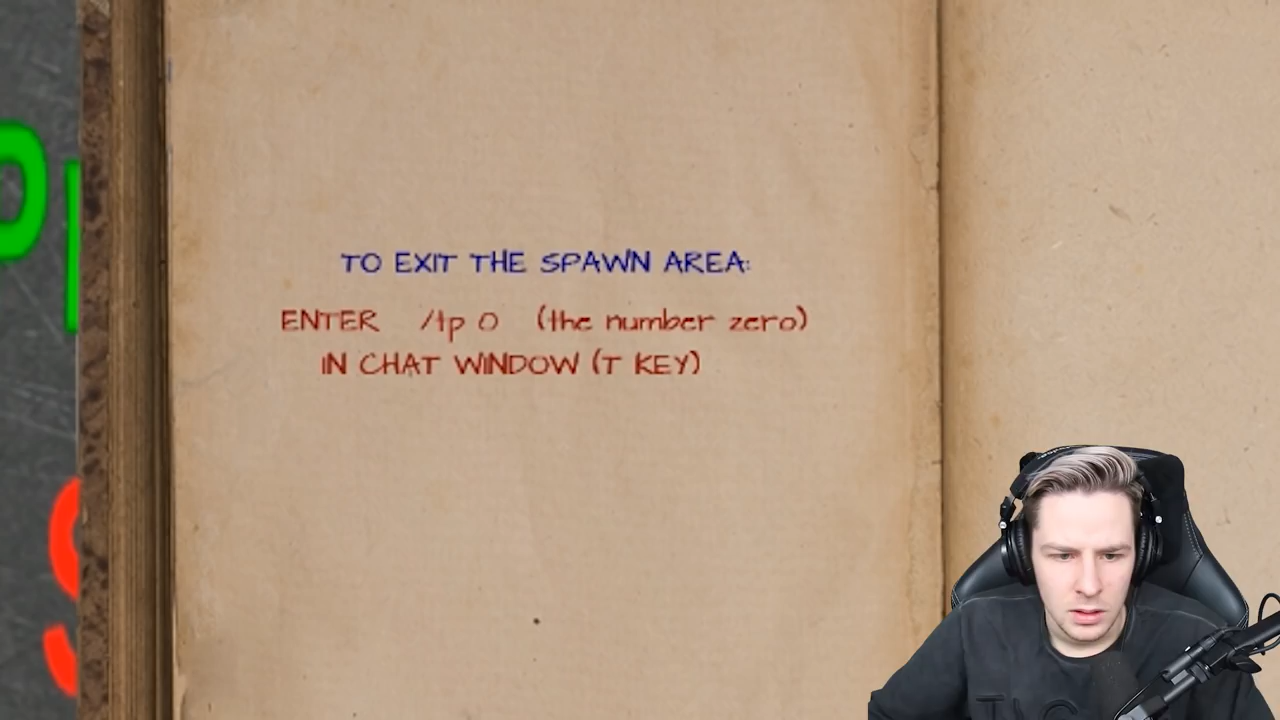 TO EXIT THE SPAWN AREA:
ENTER /tp 0 (the number zero)
IN CHAT WINDOW (T KEY)